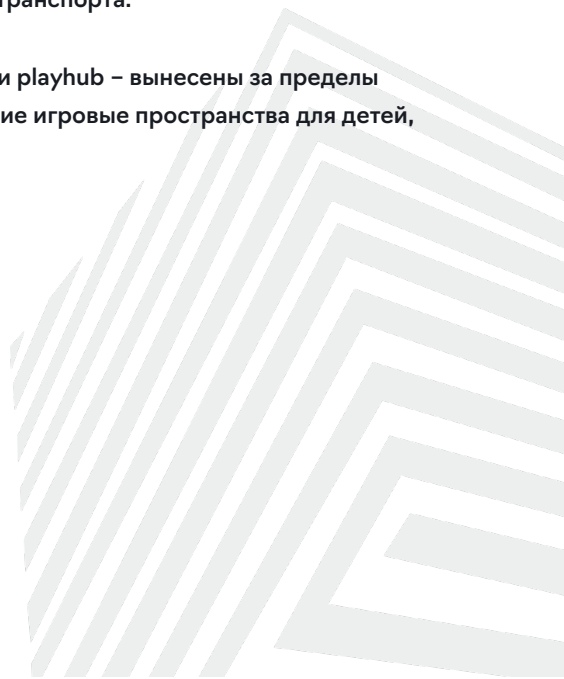 транспорта.
и playhub – вынесены за пределы
ие игровые пространства для детей,